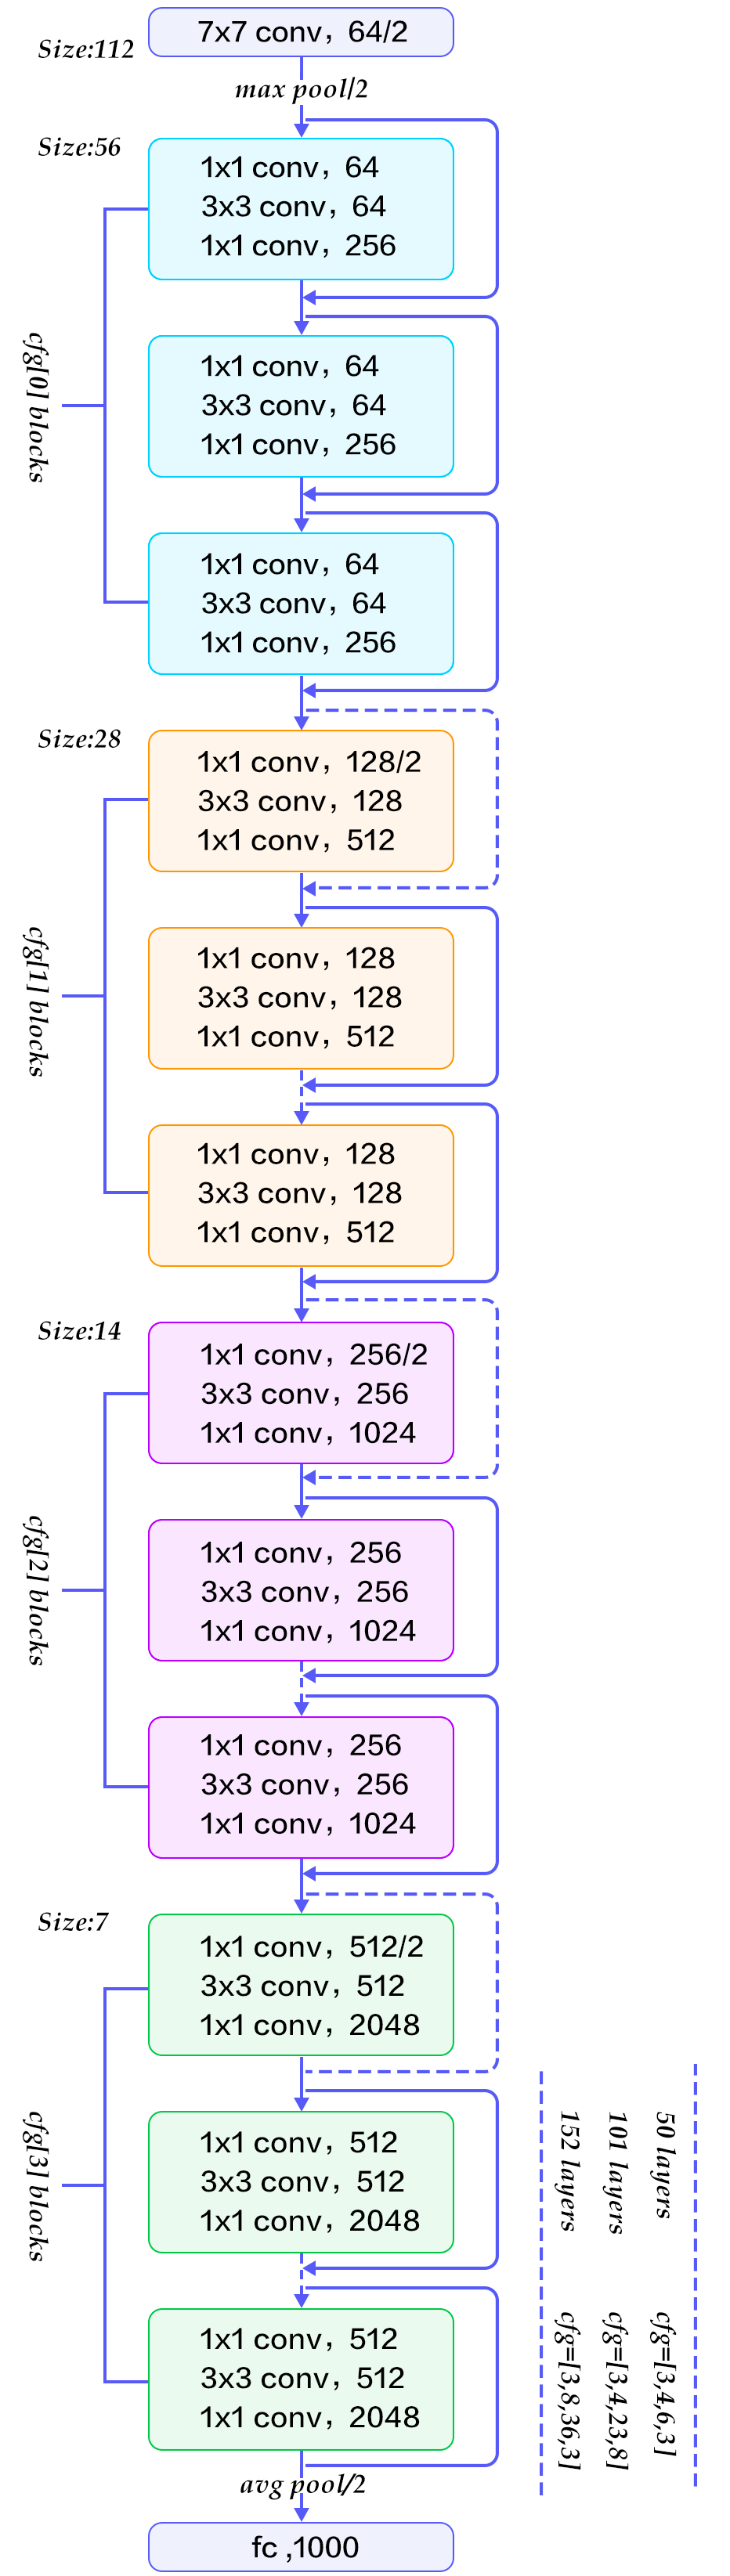 7x7 conv, 64/2
Size:112
max pool/2
Size:56
1x1 conv, 64
3x3 conv, 64
1x1 conv, 256
cfg[0] blocks
1x1 conv, 64
3x3 conv, 64
1x1 conv, 256
1x1 conv, 64
3x3 conv, 64
1x1 conv, 256
Size:28
1x1 conv, 128/2
3x3 conv, 128
1x1 conv, 512
cfg[1] blocks
1x1 conv, 128
3x3 conv, 128
1x1 conv, 512
1x1 conv, 128
3x3 conv, 128
1x1 conv, 512
Size:14
1x1 conv, 256/2
3x3 conv, 256
1x1 conv, 1024
cfg[2] blocks
1x1 conv, 256
3x3 conv, 256
1x1 conv, 1024
1x1 conv, 256
3x3 conv, 256
1x1 conv, 1024
Size:7
1x1 conv, 512/2
3x3 conv, 512
1x1 conv, 2048
cfg[3] blocks
1x1 conv, 512
3x3 conv, 512
1x1 conv, 2048
1x1 conv, 512
3x3 conv, 512
1x1 conv, 2048
50 layers cfg=[3,4,6,3]
101 layers cfg=[3,4,23,8]
152 layers cfg=[3,8,36,3]
avg pool/2
fc ,1000